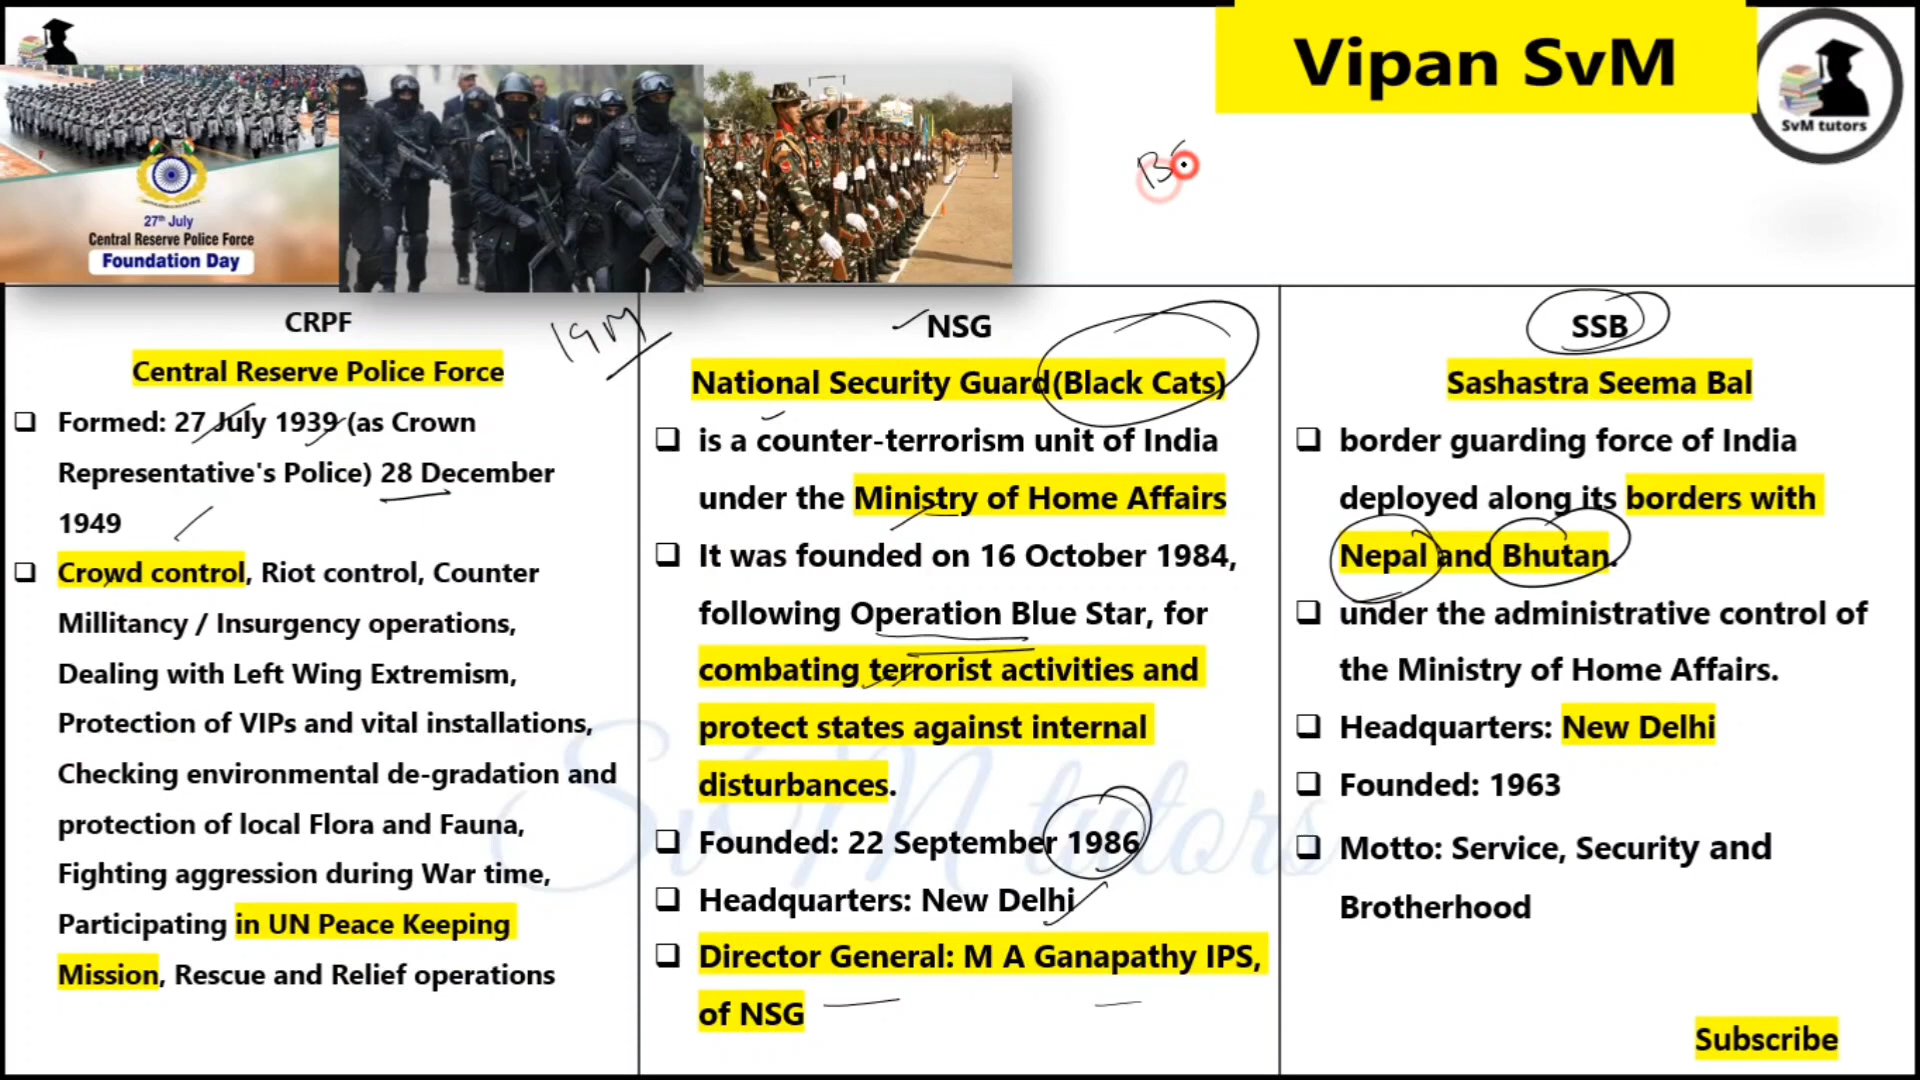 Vipan SvM
SvM tutors
27th July
Central Reserve Police Force
Foundation Day
CRPF
Central Reserve Police Force
❑ Formed: 27 July 1939 (as Crown
Representative's Police) 28 December
1949
❑ Crowd control, Riot control, Counter
Millitancy / Insurgency operations,
Dealing with Left Wing Extremism,
Protection of VIPs and vital installations,
Checking environmental de-gradation and
protection of local Flora and Fauna,
Fighting aggression during War time,
Participating in UN Peace Keeping
Mission, Rescue and Relief operations
NSG
National Security Guard(Black Cats)
❑ is a counter-terrorism unit of India
under the Ministry of Home Affairs
❑ It was founded on 16 October 1984,
following Operation Blue Star, for
combating terrorist activities and
protect states against internal
disturbances.
❑ Founded: 22 September 1986
❑ Headquarters: New Delhi
❑ Director General: M A Ganapathy IPS,
of NSG
SSB
Sashastra Seema Bal
❑ border guarding force of India
deployed along its borders with
Nepal and Bhutan.
❑ under the administrative control of
the Ministry of Home Affairs.
❑ Headquarters: New Delhi
❑ Founded: 1963
❑ Motto: Service, Security and
Brotherhood
Subscribe
SvM tutors